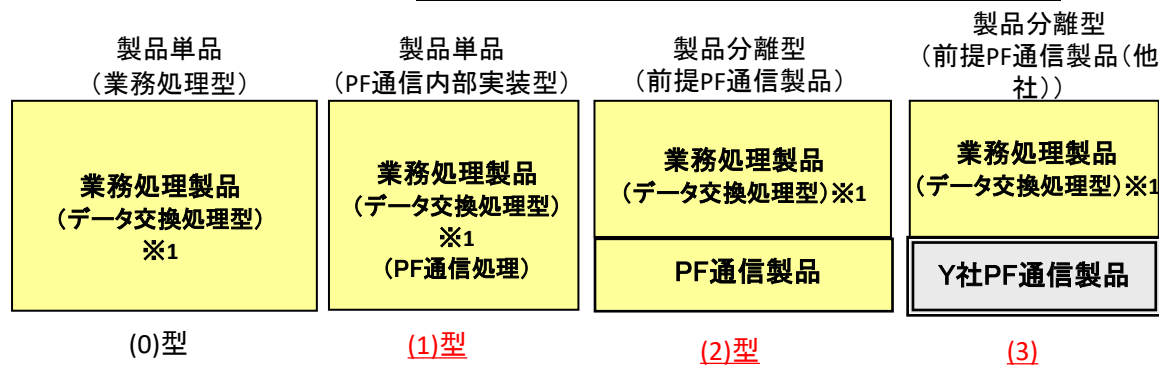 製品単品
（業務処理型）
業務処理製品
（データ交換処理型）
※1
(0)型
製品単品
（PF通信内部実装型）
業務処理製品
（データ交換処理型）
※1
（PF通信処理）
(1)型
製品分離型
（前提PF通信製品）
業務処理製品
（データ交換処理型）※1
PF通信製品
(2)型
製品分離型
（前提PF通信製品（他
社））
業務処理製品
（データ交換処理型）※1
Y社PF通信製品
(3)